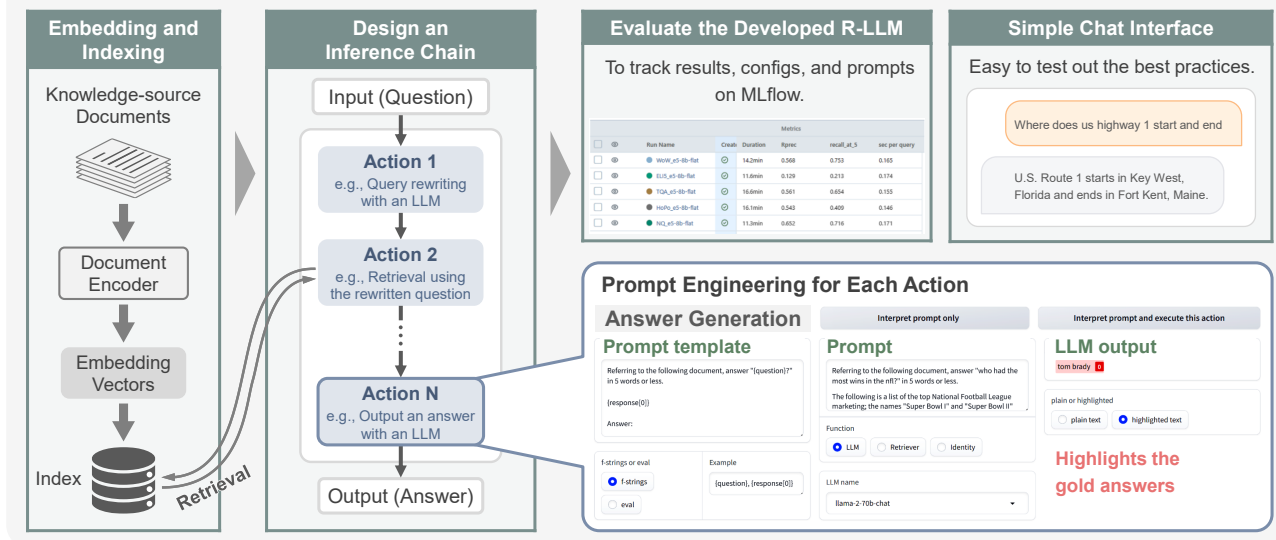 Embedding and
Indexing
Knowledge-source
Documents
Document
Encoder
Embedding
Vectors
Index
Retrieval
Design an
Inference Chain
Input (Question)
Action 1
e.g., Query rewriting
with an LLM
Action 2
e.g., Retrieval using
the rewritten question
Action N
e.g., Output an answer
with an LLM
Output (Answer)
Evaluate the Developed R-LLM
To track results, configs, and prompts
on MLflow.
Metrics
Run Name Creat Duration Rprec recall_at_5 sec per query
WoW_e5-8b-flat 14.2min 0.568 0.753 0.165
ELI5_e5-8b-flat 11.6min 0.129 0.213 0.174
TQA_e5-8b-flat 16.6min 0.561 0.654 0.155
HoPo_e5-8b-flat 16.1min 0.543 0.409 0.146
NQ_e5-8b-flat 11.3min 0.652 0.716 0.171
Simple Chat Interface
Easy to test out the best practices.
Where does us highway 1 start and end
U.S. Route 1 starts in Key West,
Florida and ends in Fort Kent, Maine.
Prompt Engineering for Each Action
Answer Generation
Prompt template
Referring to the following document, answer "{question}?"
in 5 words or less.
{response[0]}
Answer:
f-strings or eval
f-strings
eval
Example
{question}, {response[0]}
Interpret prompt only
Prompt
Referring to the following document, answer "who had the
most wins in the nfl?" in 5 words or less.
The following is a list of the top National Football League
marketing; the names "Super Bowl I" and "Super Bowl II"
Function
LLM Retriever Identity
LLM name
llama-2-70b-chat
Interpret prompt and execute this action
LLM output
tom brady 0
plain or highlighted
plain text highlighted text
Highlights the
gold answers